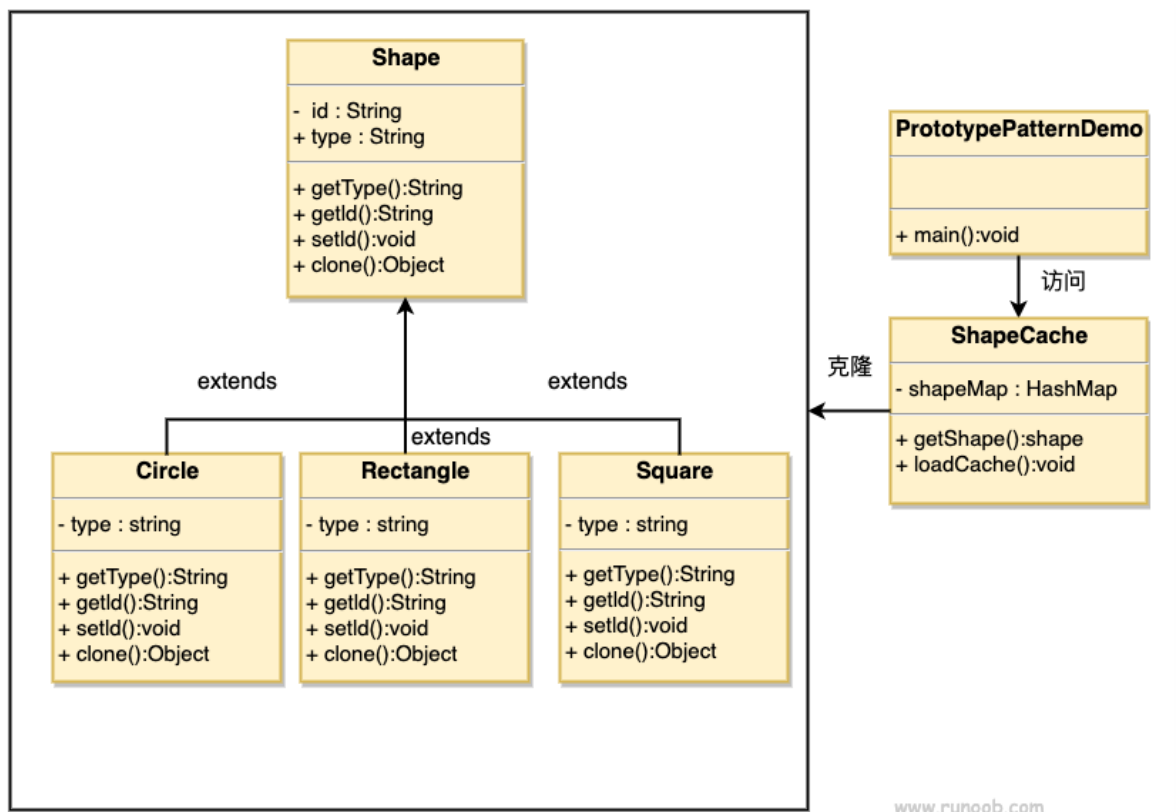 Shape
- id : String
+ type : String
+ getType():String
+ getId():String
+ setId():void
+ clone():Object
extends
extends
extends
Circle
- type : string
+ getType():String
+ getId():String
+ setId():void
+ clone():Object
Rectangle
- type : string
+ getType():String
+ getId():String
+ setId():void
+ clone():Object
Square
- type : string
+ getType():String
+ getId():String
+ setId():void
+ clone():Object
PrototypePatternDemo
+ main():void
访问
ShapeCache
- shapeMap : HashMap
+ getShape():shape
+ loadCache():void
克隆
www.runoob.com